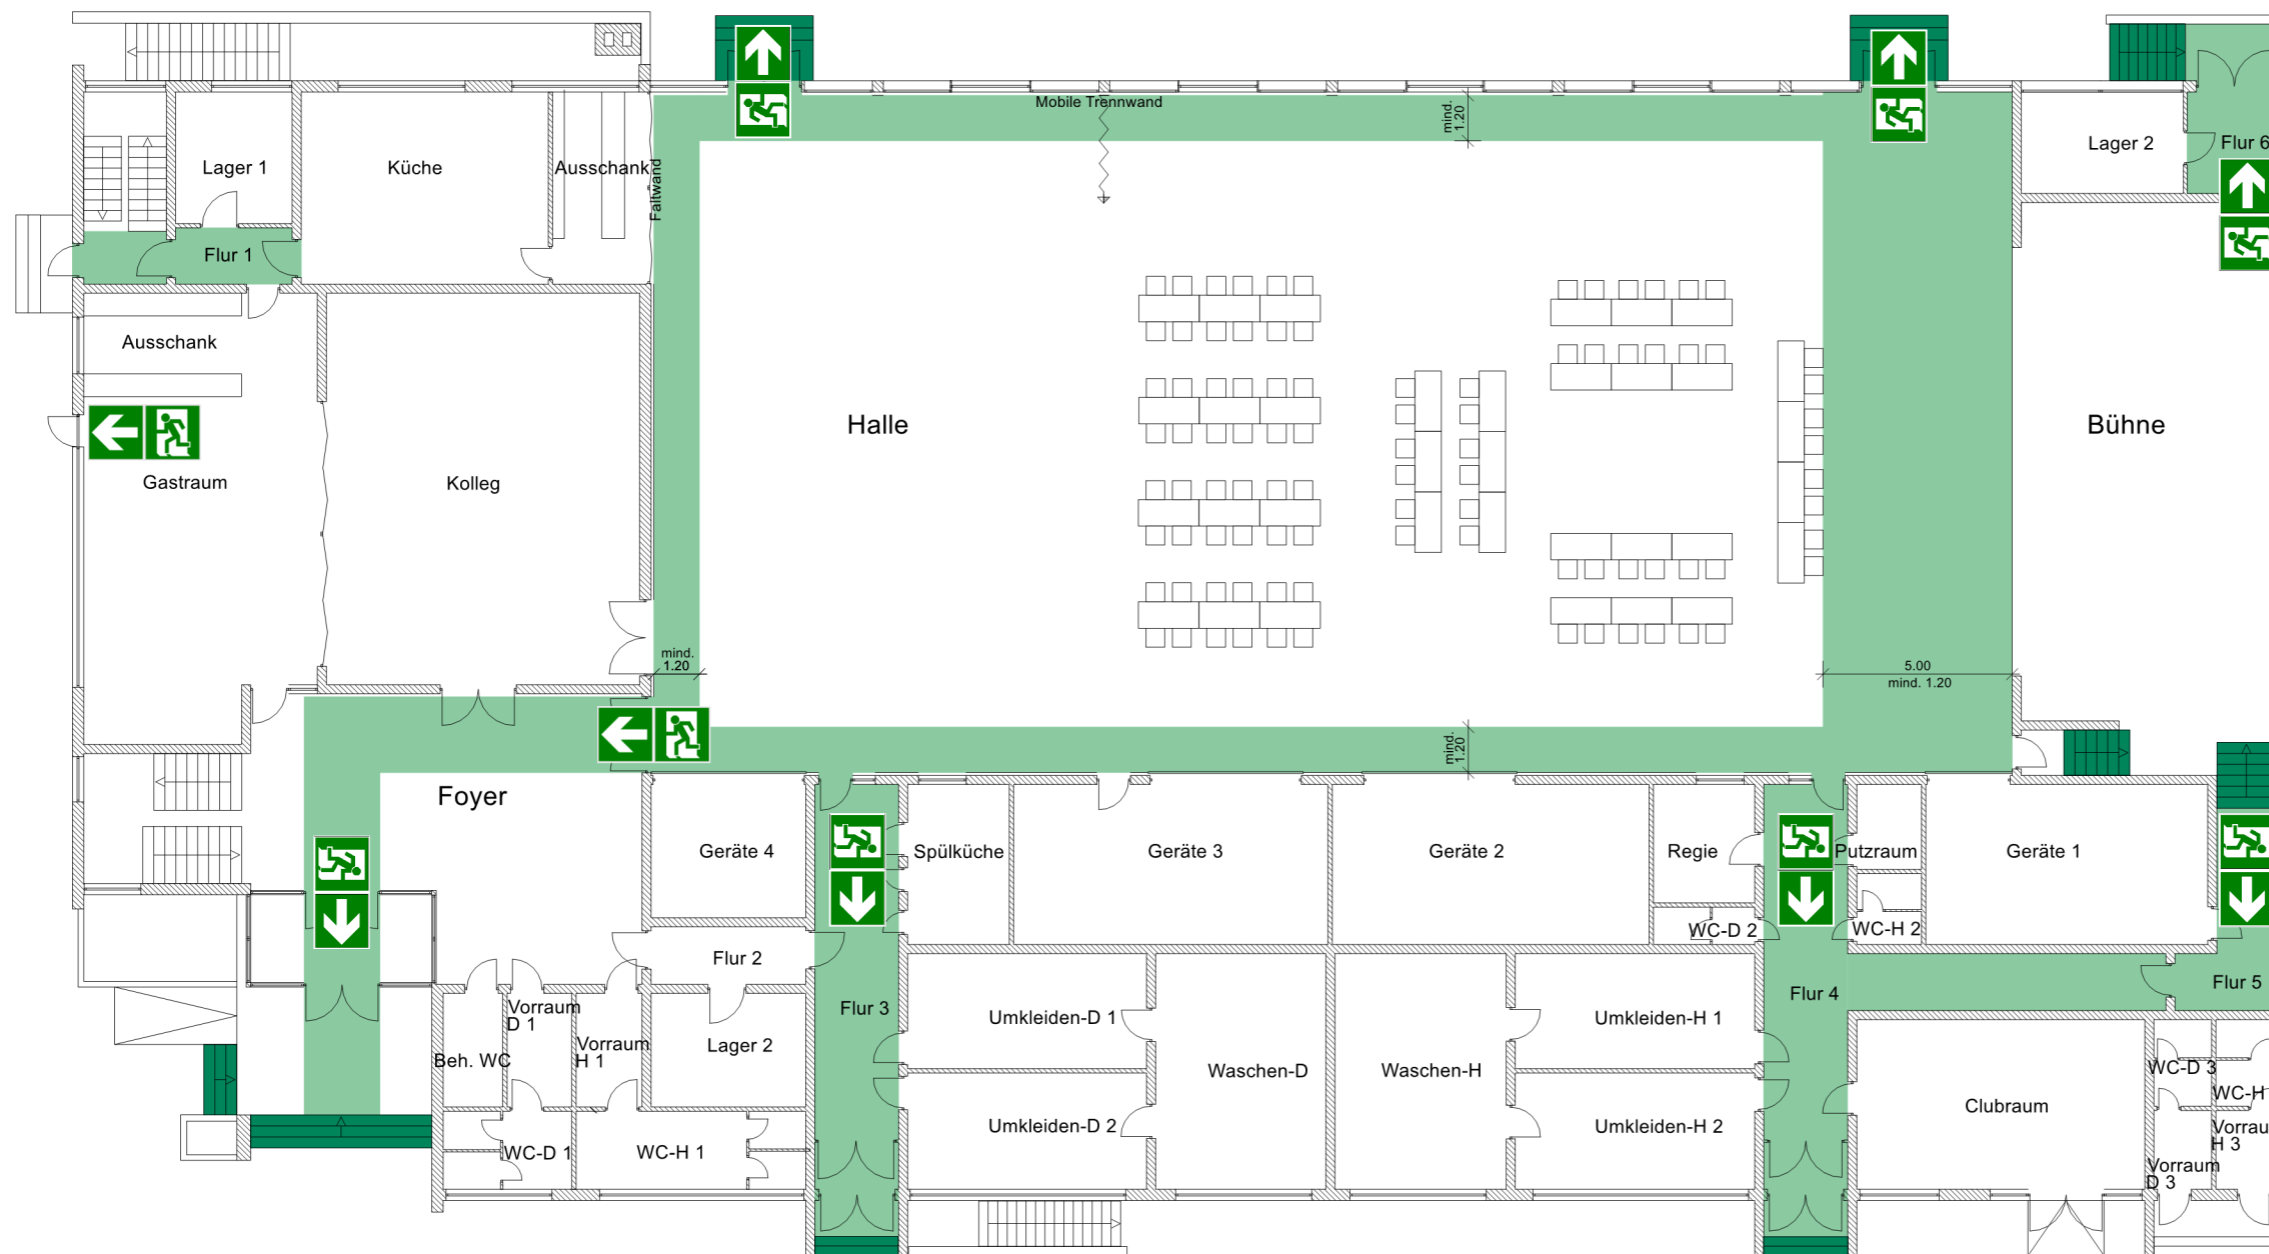 Mobile Trennwand
mind.
1.20
Lager 1
Küche
Ausschank
Faltwand
Lager 2
Flur 6
Flur 1
Ausschank
Halle
Bühne
Gastraum
Kolleg
mind.
1.20
5.00
mind. 1.20
mind.
1.20
Foyer
Geräte 4
Spülküche
Geräte 3
Geräte 2
Regie
Putzraum
Geräte 1
WC-D 2
WC-H 2
Flur 2
Flur 3
Flur 4
Flur 5
Vorraum
D 1
Umkleiden-D 1
Umkleiden-H 1
Beh. WC
Vorraum
H 1
Lager 2
Waschen-D
Waschen-H
WC-D 3
WC-H
Clubraum
Umkleiden-D 2
Umkleiden-H 2
Vorrau
H 3
WC-D 1
WC-H 1
Vorraum
D 3